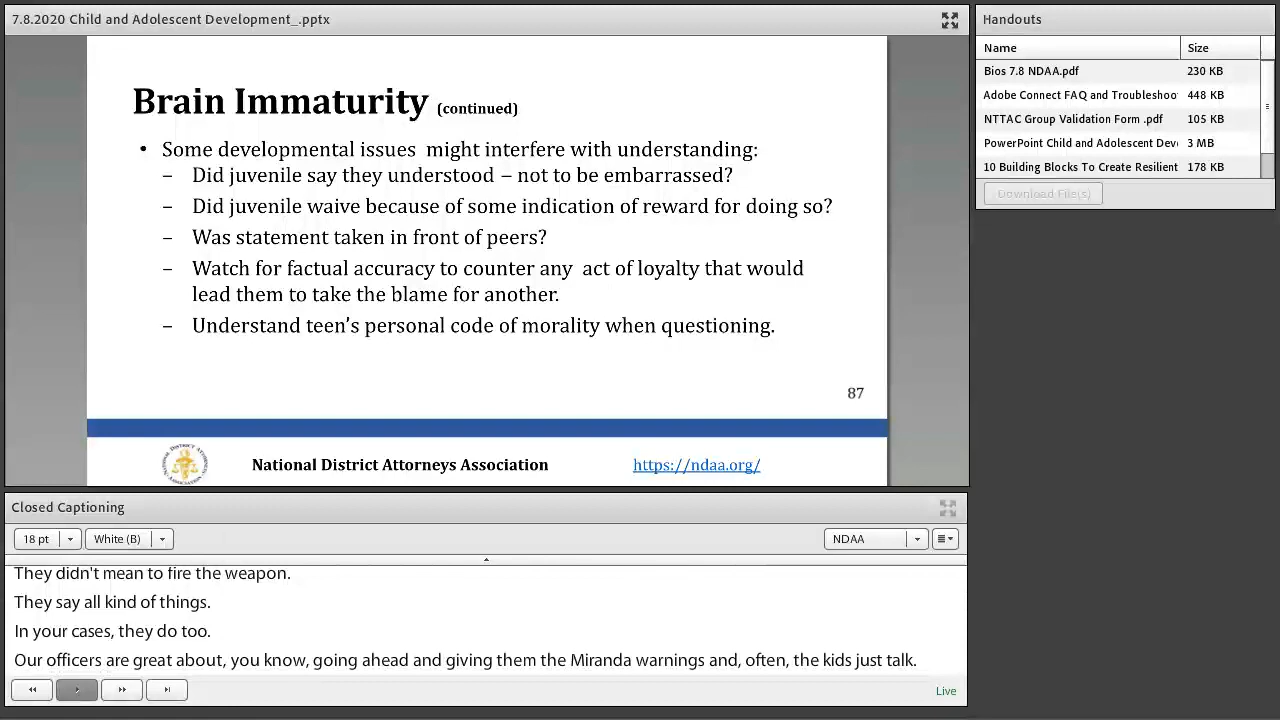 7.8.2020 Child and Adolescent Development_.pptx
Brain Immaturity (continued)
• Some developmental issues might interfere with understanding:
– Did juvenile say they understood – not to be embarrassed?
– Did juvenile waive because of some indication of reward for doing so?
– Was statement taken in front of peers?
– Watch for factual accuracy to counter any act of loyalty that would
lead them to take the blame for another.
– Understand teen's personal code of morality when questioning.
87
National District Attorneys Association
https://ndaa.org/
Handouts
Name Size
Bios 7.8 NDAA.pdf 230 KB
Adobe Connect FAQ and Troubleshoo 448 KB
NTTAC Group Validation Form .pdf 105 KB
PowerPoint Child and Adolescent Dev 3 MB
10 Building Blocks To Create Resilient 178 KB
Download File(s)
Closed Captioning
18 pt White (B) NDAA
They didn't mean to fire the weapon.
They say all kind of things.
In your cases, they do too.
Our officers are great about, you know, going ahead and giving them the Miranda warnings and, often, the kids just talk.
Live